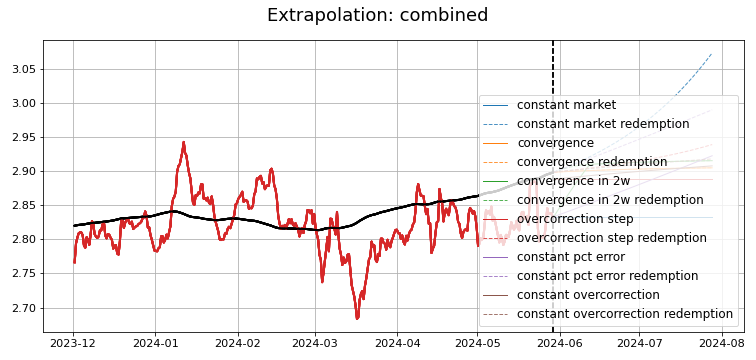 Extrapolation: combined
3.05
3.00
2.95
2.90
2.85
2.80
2.75
2.70
constant market
constant market redemption
convergence
convergence redemption
convergence in 2w
convergence in 2w redemption
overcorrection step
overcorrection step redemption
constant pct error
constant pct error redemption
constant overcorrection
constant overcorrection redemption
2023-12 2024-01 2024-02 2024-03 2024-04 2024-05 2024-06 2024-07 2024-08